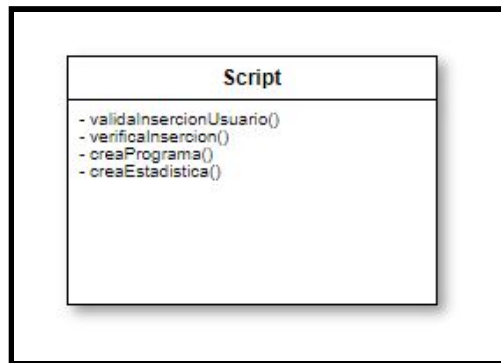 Script
- validaInsercionUsuario()
- verificaInsercion()
- creaPrograma()
- creaEstadistica()